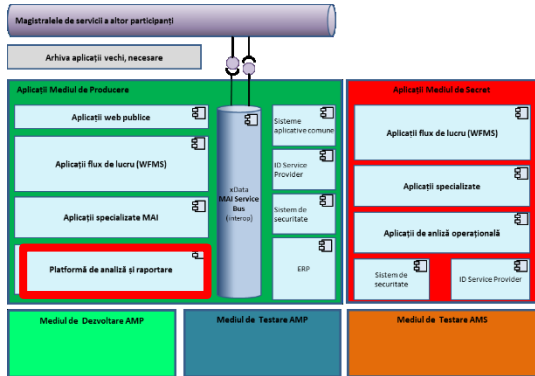 Magistralele de servicii a altor participanți
Arhiva aplicații vechi, necesare
Aplicații Mediul de Producere
Aplicații web publice
Aplicații flux de lucru (WFMS)
Aplicații specializate MAI
Platformă de analiză și raportare
xData
MAI Service
Bus
(interop)
Sisteme
aplicative comune
ID Service
Provider
Sistem de
securitate
ERP
Aplicații Mediul de Secret
Aplicații flux de lucru (WFMS)
Aplicații specializate
Aplicații de anliză operațională
Sistem de
securitate
ID Service Provider
Mediul de Dezvoltare AMP
Mediul de Testare AMP
Mediul de Testare AMS